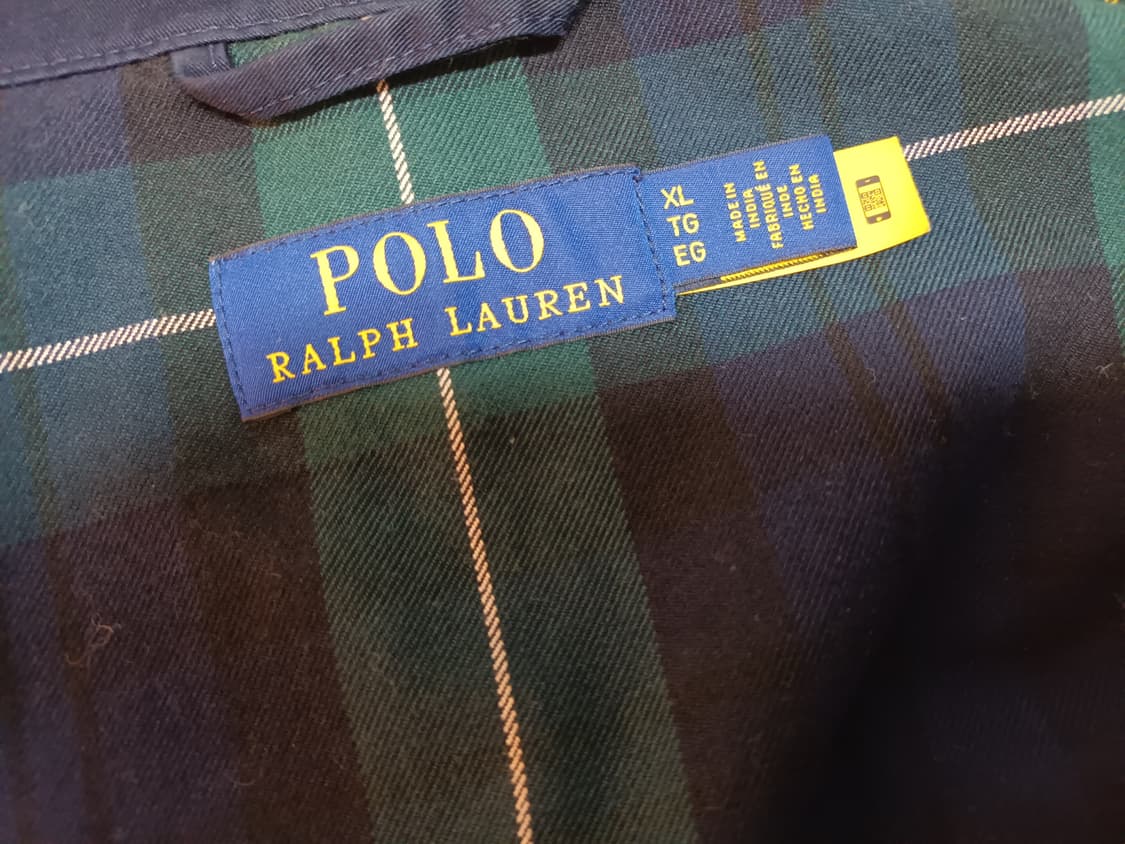 POLO
RALPH LAUREN
XL
TG
EG
MADE IN
INDIA
FABRIQUÉ EN
INDE
HECHO EN
INDIA